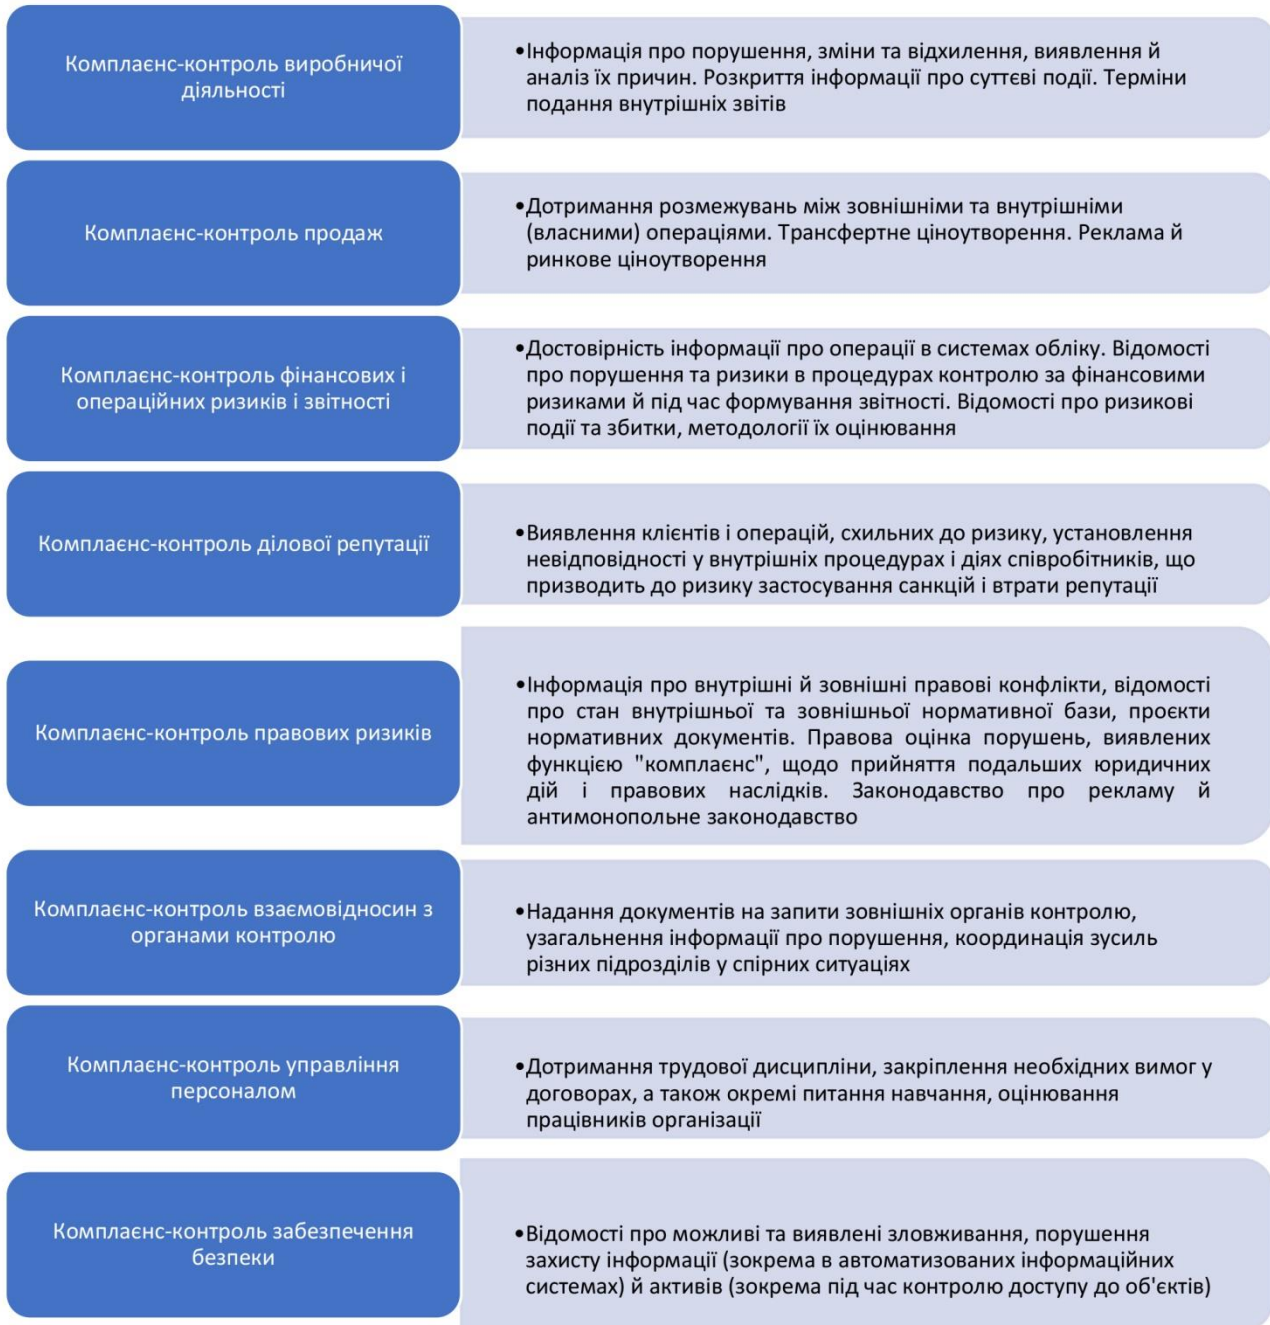 Комплаєнс-контроль виробничої
діяльності
•Інформація про порушення, зміни та відхилення, виявлення й
аналіз їх причин. Розкриття інформації про суттєві події. Терміни
подання внутрішніх звітів
Комплаєнс-контроль продаж
•Дотримання розмежувань між зовнішніми та внутрішніми
(власними) операціями. Трансфертне ціноутворення. Реклама й
ринкове ціноутворення
Комплаєнс-контроль фінансових і
операційних ризиків і звітності
•Достовірність інформації про операції в системах обліку. Відомості
про порушення та ризики в процедурах контролю за фінансовими
ризиками й під час формування звітності. Відомості про ризикові
події та збитки, методології їх оцінювання
Комплаєнс-контроль ділової репутації
•Виявлення клієнтів і операцій, схильних до ризику, установлення
невідповідності у внутрішніх процедурах і діях співробітників, що
призводить до ризику застосування санкцій і втрати репутації
Комплаєнс-контроль правових ризиків
•Інформація про внутрішні й зовнішні правові конфлікти, відомості
про стан внутрішньої та зовнішньої нормативної бази, проєкти
нормативних документів. Правова оцінка порушень, виявлених
функцією "комплаєнс", щодо прийняття подальших юридичних
дій і правових наслідків. Законодавство про рекламу й
антимонопольне законодавство
Комплаєнс-контроль взаємовідносин з
органами контролю
•Надання документів на запити зовнішніх органів контролю,
узагальнення інформації про порушення, координація зусиль
різних підрозділів у спірних ситуаціях
Комплаєнс-контроль управління
персоналом
•Дотримання трудової дисципліни, закріплення необхідних вимог у
договорах, а також окремі питання навчання, оцінювання
працівників організації
Комплаєнс-контроль забезпечення
безпеки
•Відомості про можливі та виявлені зловживання, порушення
захисту інформації (зокрема в автоматизованих інформаційних
системах) й активів (зокрема під час контролю доступу до об'єктів)